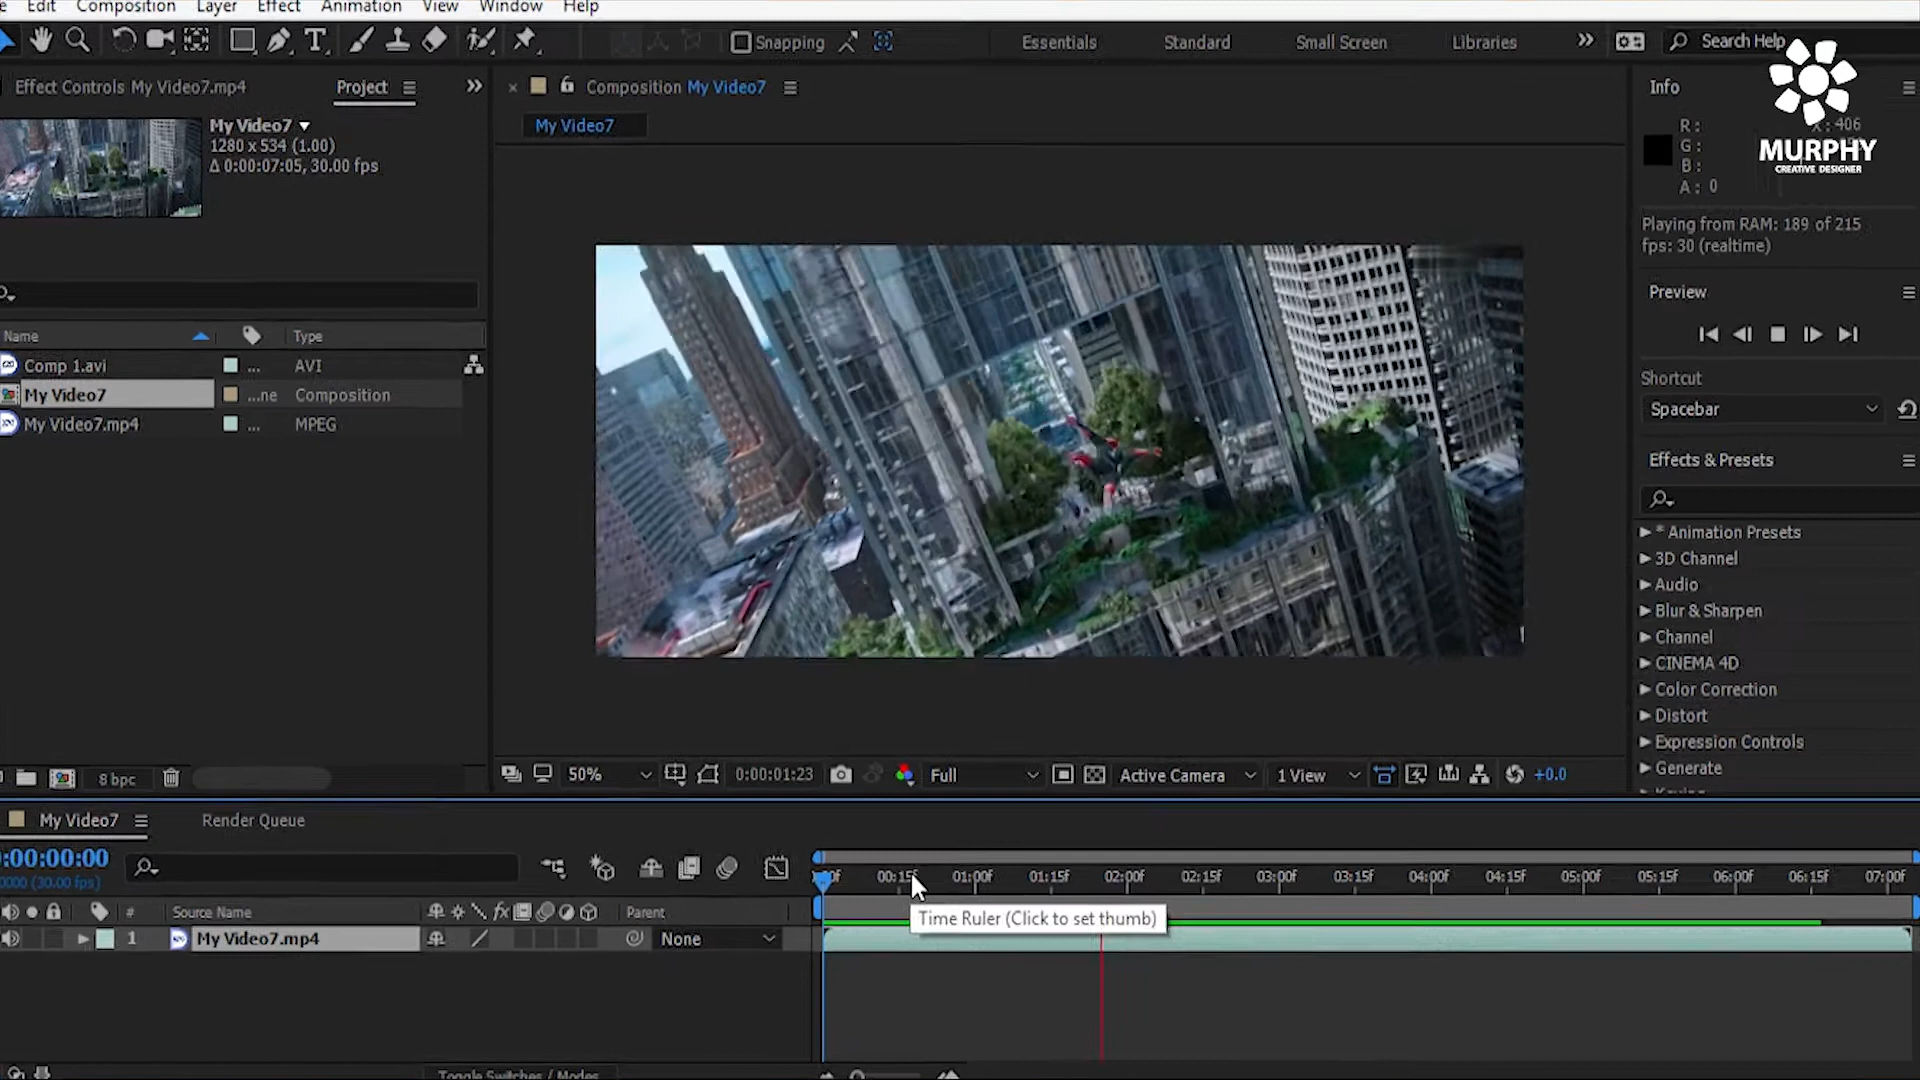 Edit Composition Layer Effect Animation View Window Help
Snapping Essentials Standard Small Screen Libraries Search Help
Effect Controls My Video7.mp4 Project
My Video7
1280 x 534 (1.00)
Δ 0:00:07:05, 30.00 fps
Name Type
Comp 1.avi ... AVI
My Video7 ...ne Composition
My Video7.mp4 ... MPEG
8 bpc
Composition My Video7
My Video7
50% 0:00:01:23 Full Active Camera 1 View +0.0
Info
R:
G:
B:
A: 0
X: 406
MURPHY
CREATIVE DESIGNER
Playing from RAM: 189 of 215
fps: 30 (realtime)
Preview
Shortcut
Spacebar
Effects & Presets
* Animation Presets
3D Channel
Audio
Blur & Sharpen
Channel
CINEMA 4D
Color Correction
Distort
Expression Controls
Generate
My Video7 Render Queue
:00:00:00
0000 (30.00 fps)
00:15f 01:00f 01:15f 02:00f 02:15f 03:00f 03:15f 04:00f 04:15f 05:00f 05:15f 06:00f 06:15f 07:00f
# Source Name fx Parent
Time Ruler (Click to set thumb)
1 My Video7.mp4 None
Toggle Switches / Modes